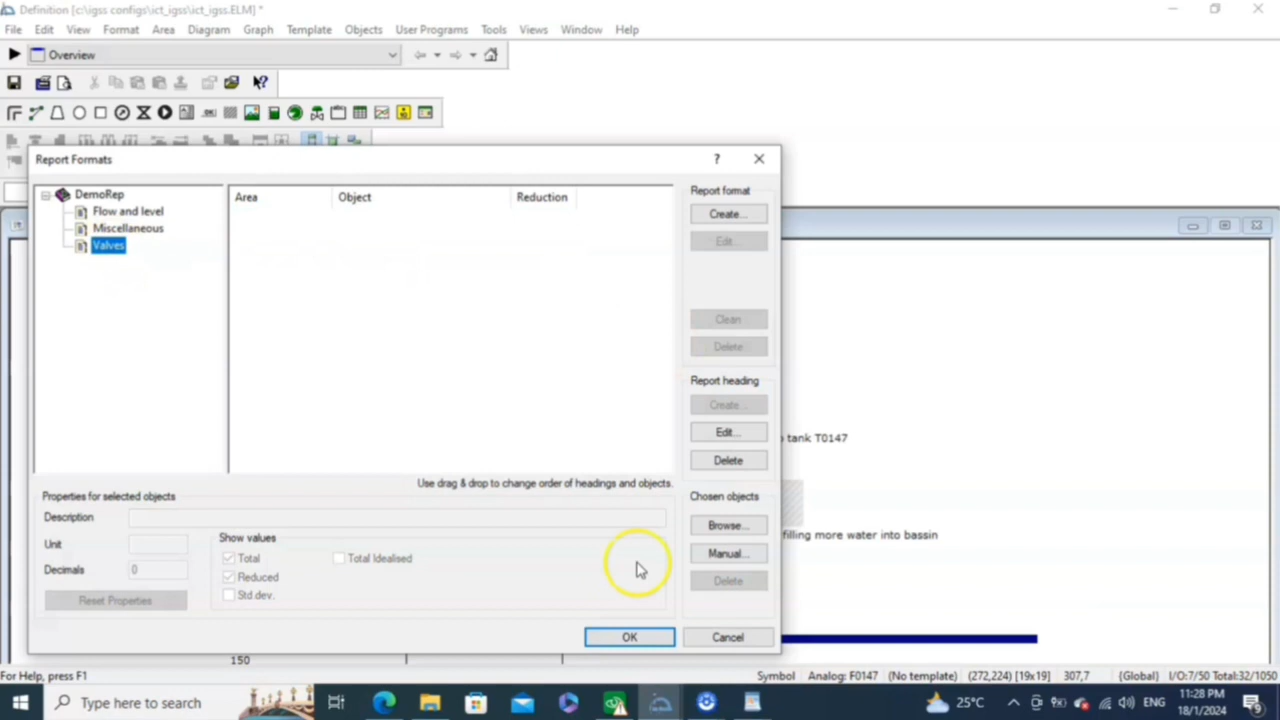 Definition [c:\igss configs\ict_igss\ict_igss.ELM] *
File Edit View Format Area Diagram Graph Template Objects User Programs Tools Views Window Help
Overview
Report Formats
?
DemoRep
Flow and level
Miscellaneous
Valves
Area Object Reduction
Report format
Create...
Edit...
Clean
Delete
Report heading
Create...
Edit...
Delete
Use drag & drop to change order of headings and objects.
Chosen objects
Browse...
Manual...
Delete
Properties for selected objects
Description
Unit
Decimals 0
Reset Properties
Show values
Total
Total Idealised
Reduced
Std.dev.
OK
Cancel
tank T0147
filling more water into bassin
150
For Help, press F1
Symbol Analog: F0147 (No template) (272,224) [19x19] 307,7 (Global) I/O:7/50 Total:32/1050
Type here to search
25°C
ENG
11:28 PM
18/1/2024
9